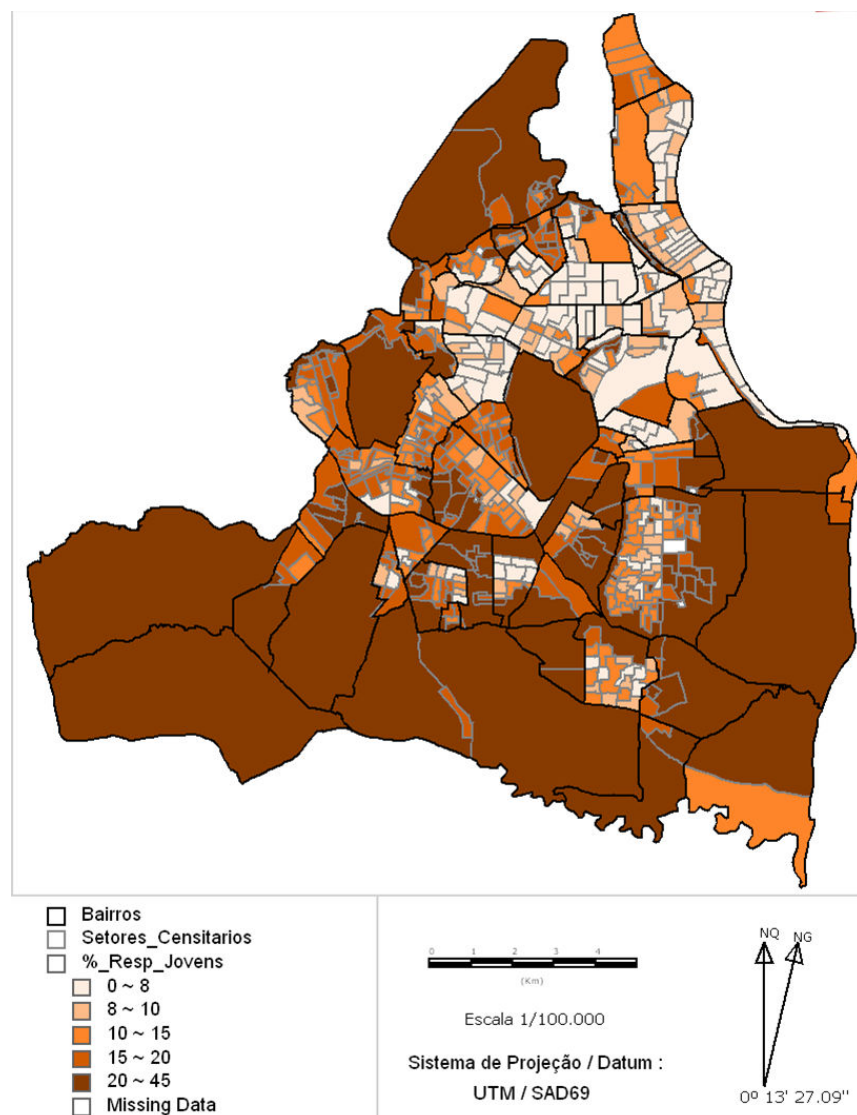 Bairros
Setores_Censitarios
%_Resp_Jovens
0 ~ 8
8 ~ 10
10 ~ 15
15 ~ 20
20 ~ 45
Missing Data
0 1 2 3 4
(Km)
Escala 1/100.000
Sistema de Projeção / Datum :
UTM / SAD69
NQ NG
0º 13' 27.09''